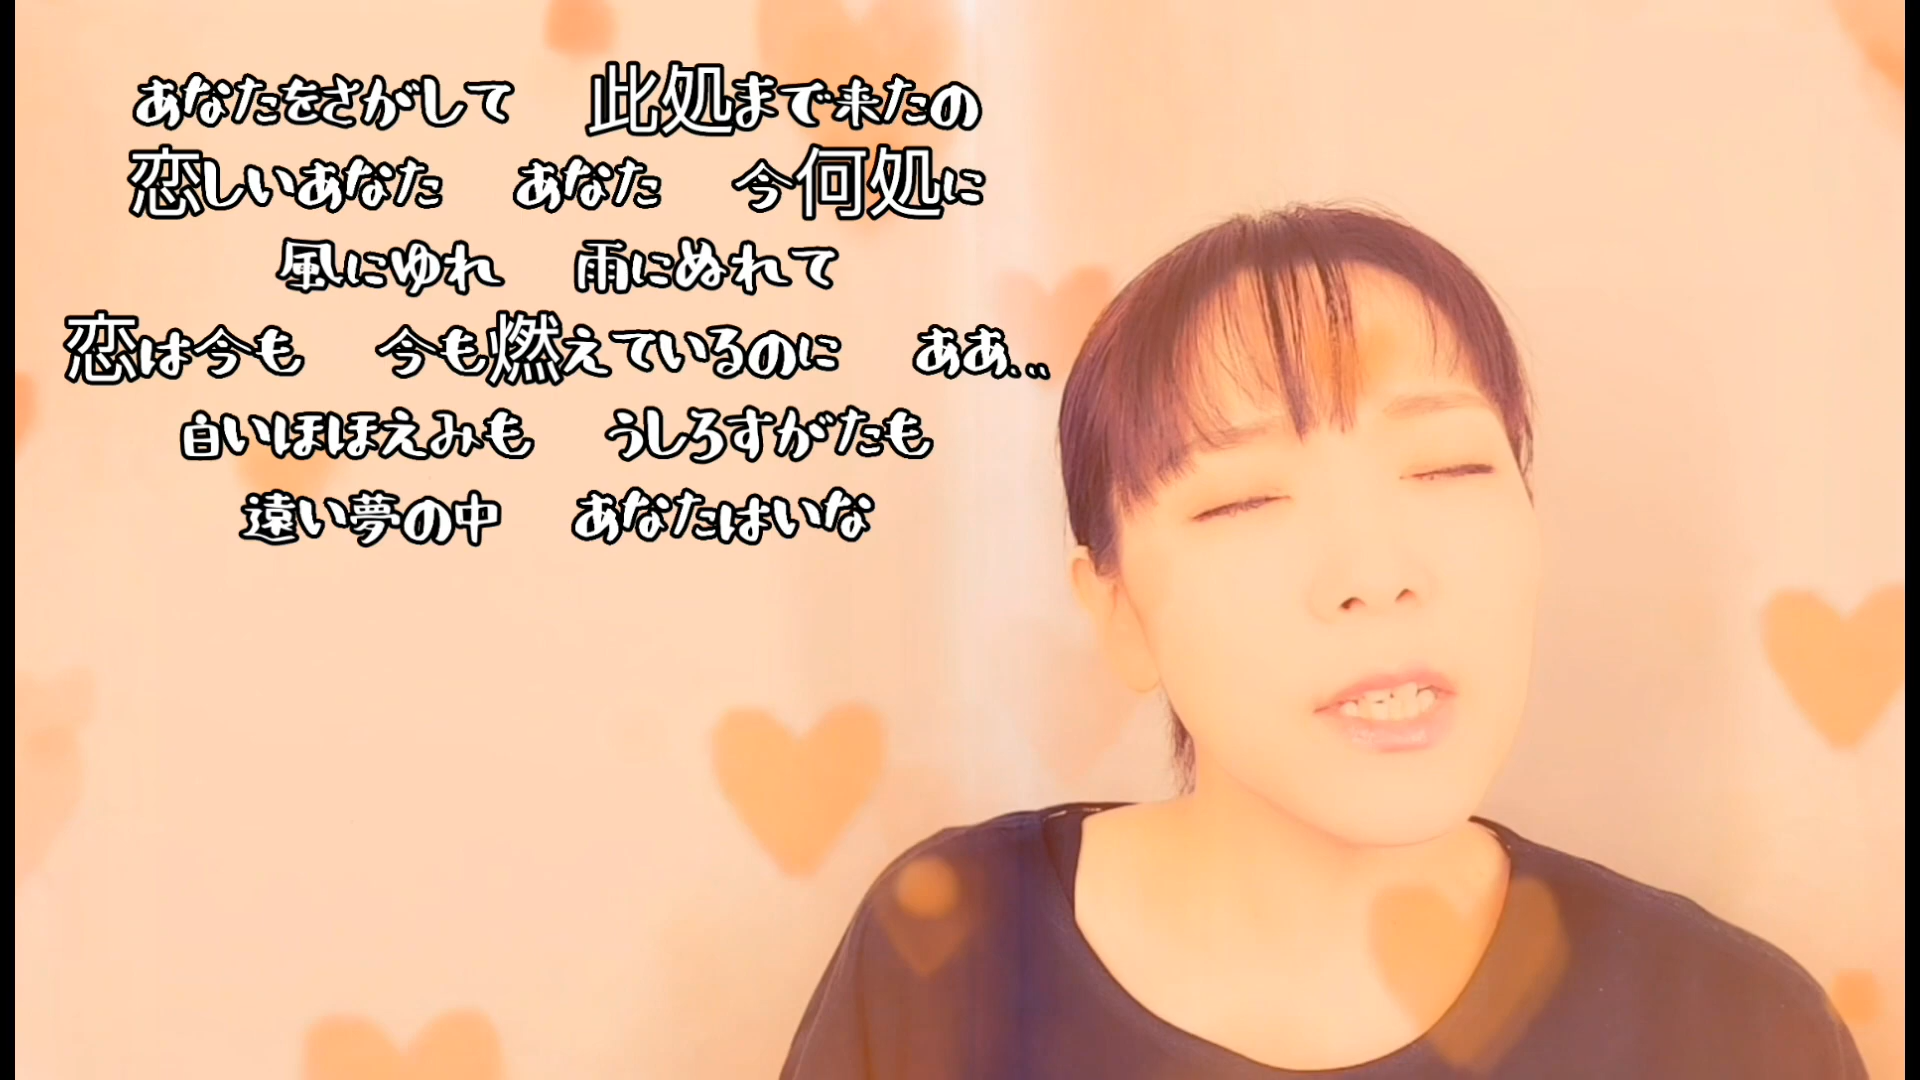 あなたをさがして　此処まで来たの
恋しいあなた　あなた　今何処に
風にゆれ　雨にぬれて
恋は今も　今も燃えているのに　ああ...
白いほほえみも　うしろすがたも
遠い夢の中　あなたはいな